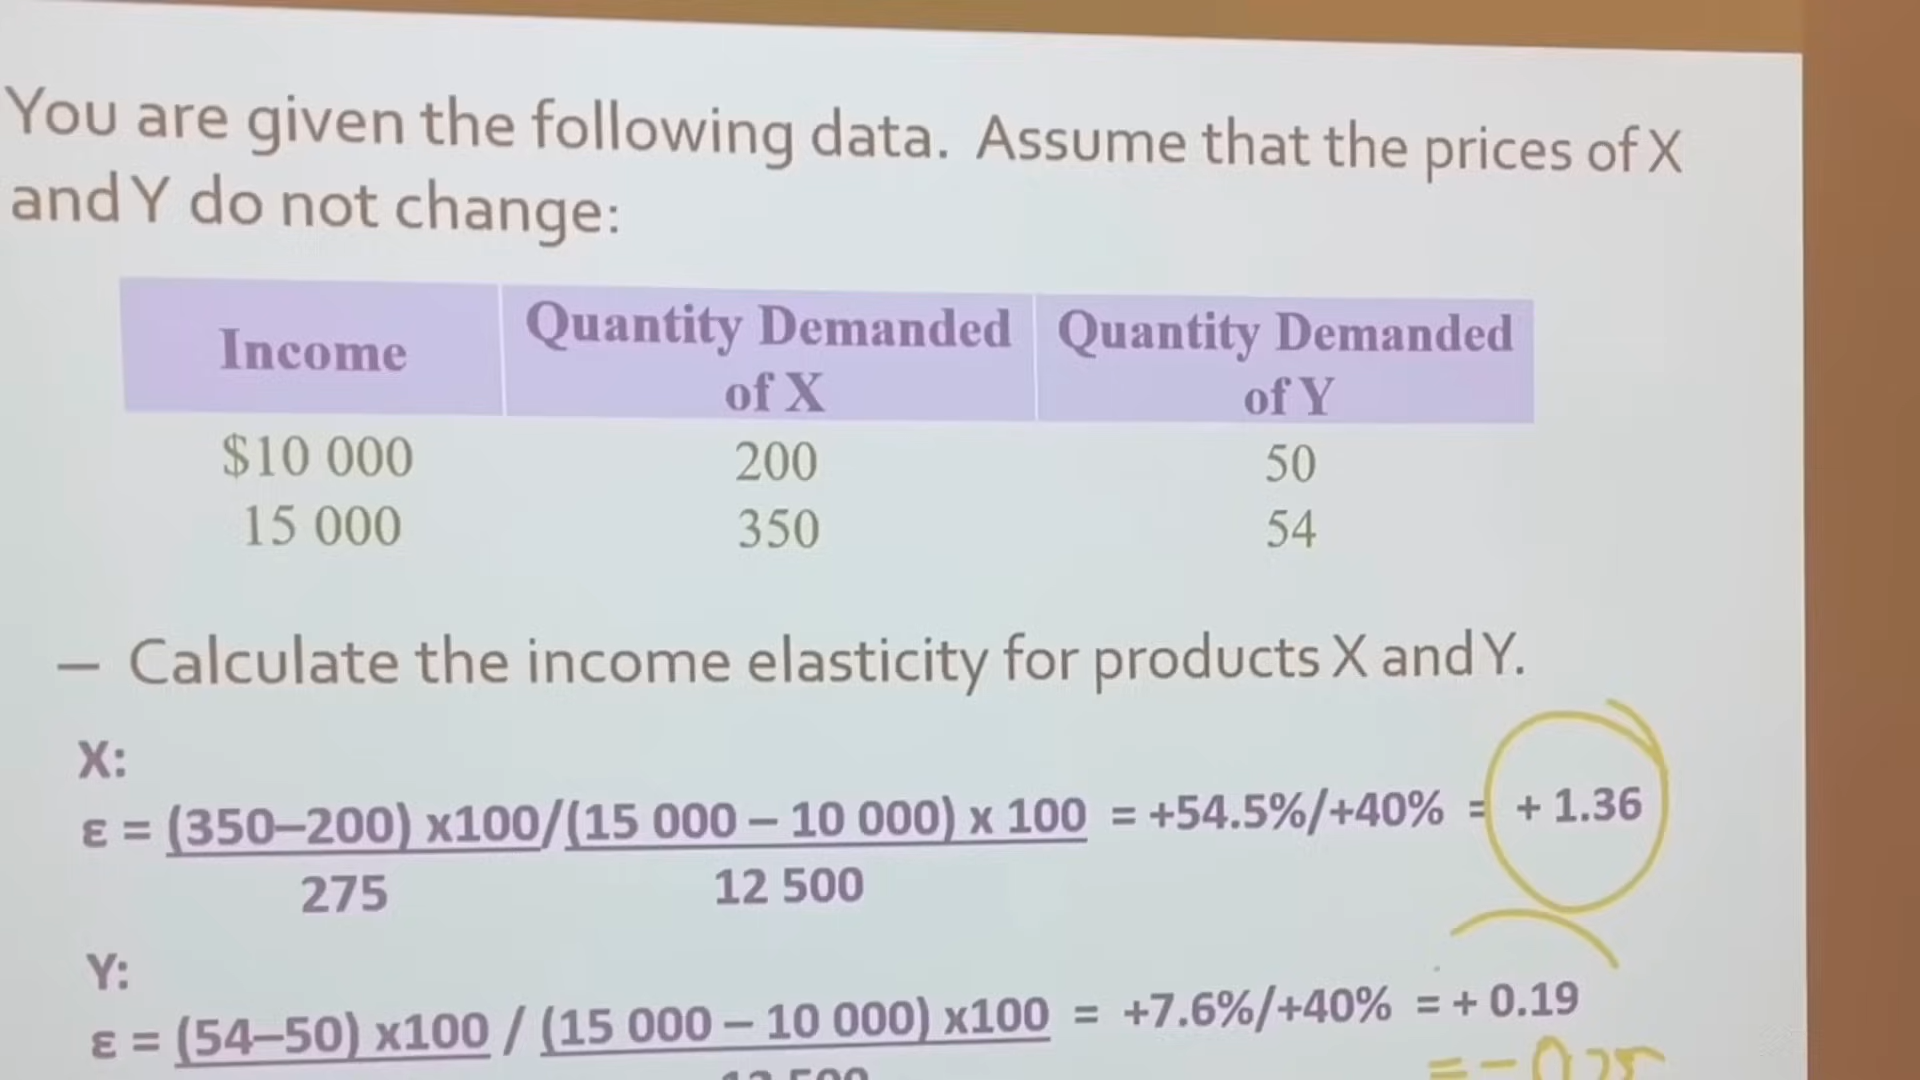 You are given the following data. Assume that the prices of X
and Y do not change:
Income Quantity Demanded of X Quantity Demanded of Y
$10 000 200 50
15 000 350 54
– Calculate the income elasticity for products X and Y.
X:
ε = (350–200) x100/(15 000 – 10 000) x 100 = +54.5%/+40% = + 1.36
275 12 500
Y:
ε = (54–50) x100 / (15 000 – 10 000) x100 = +7.6%/+40% = + 0.19